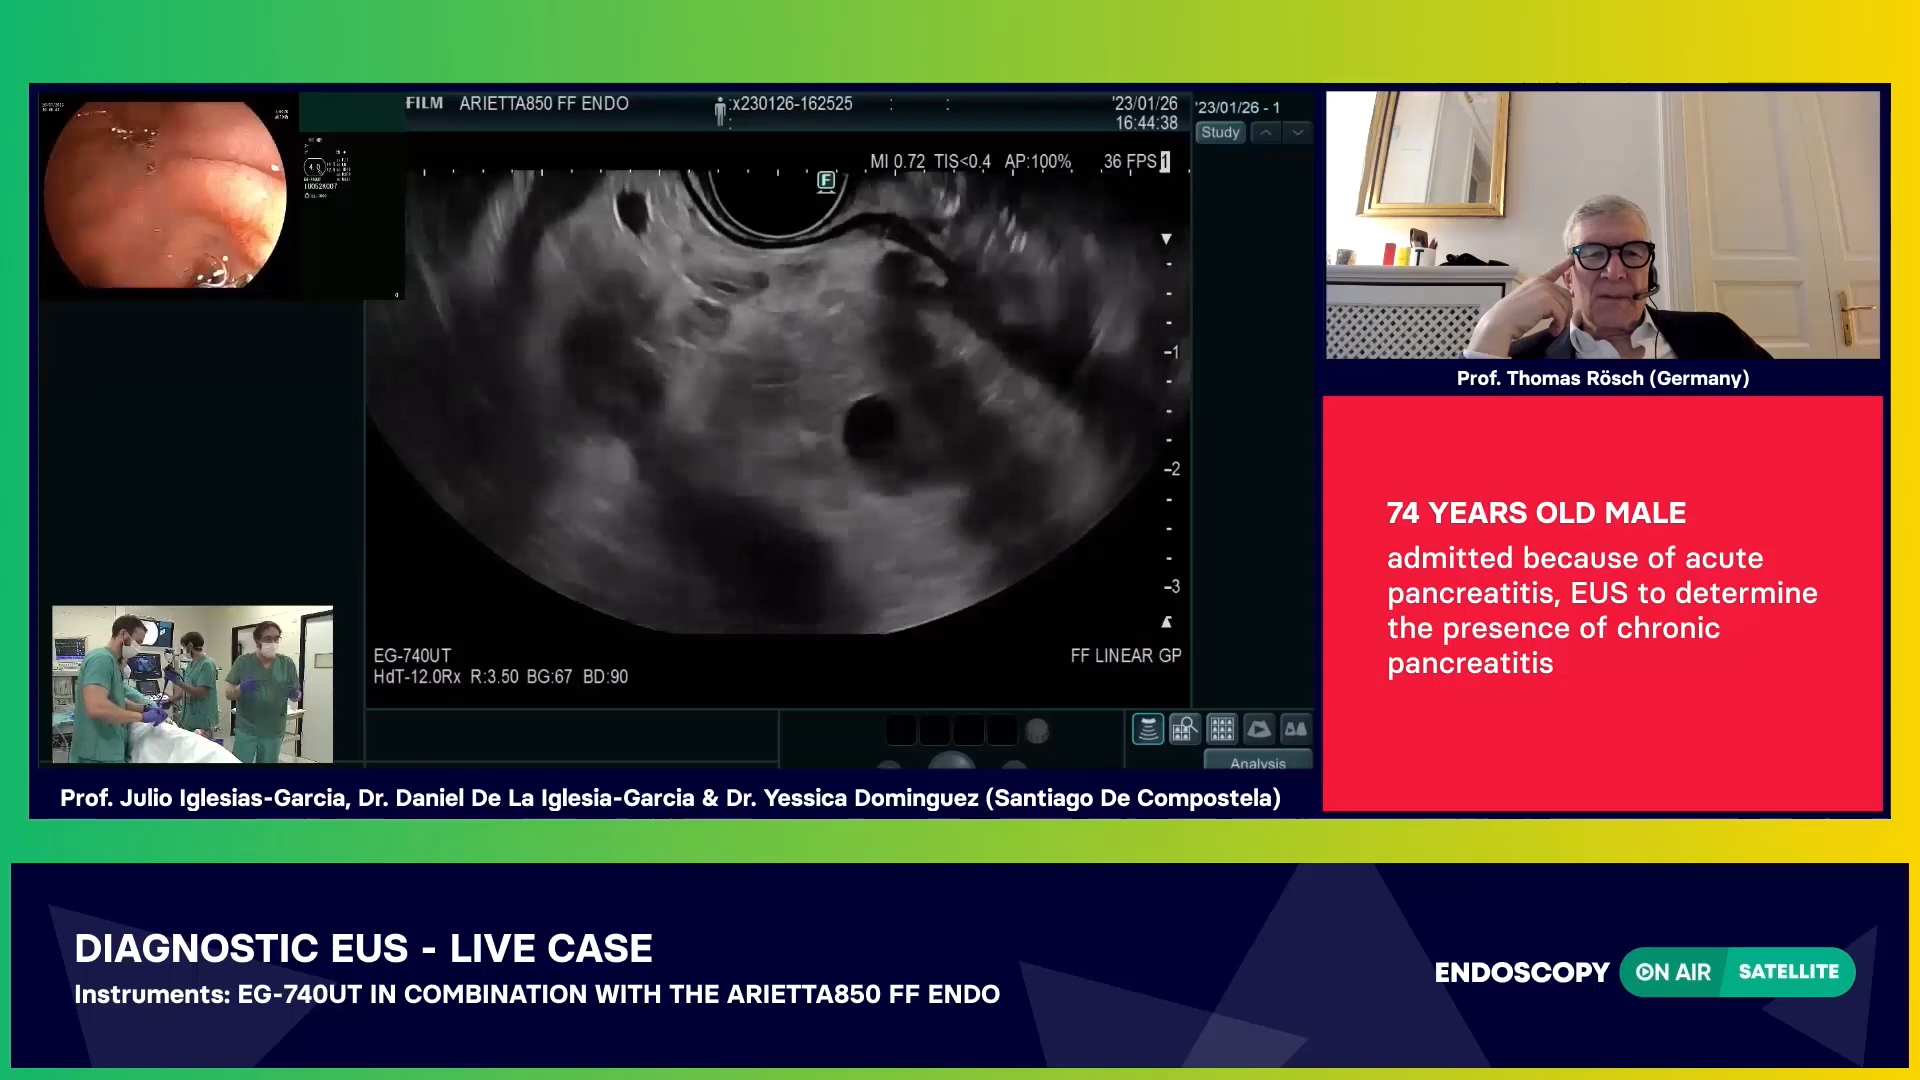 FILM ARIETTA850 FF ENDO
:x230126-162525 : :
:
'23/01/26
16:44:38
'23/01/26 - 1
Study
MI 0.72 TIS<0.4 AP:100% 36 FPS 1
F
1
2
3
EG-740UT
HdT-12.0Rx R:3.50 BG:67 BD:90
FF LINEAR GP
Analysis
Prof. Julio Iglesias-Garcia, Dr. Daniel De La Iglesia-Garcia & Dr. Yessica Dominguez (Santiago De Compostela)
Prof. Thomas Rösch (Germany)
74 YEARS OLD MALE
admitted because of acute
pancreatitis, EUS to determine
the presence of chronic
pancreatitis
DIAGNOSTIC EUS - LIVE CASE
Instruments: EG-740UT IN COMBINATION WITH THE ARIETTA850 FF ENDO
ENDOSCOPY ON AIR SATELLITE